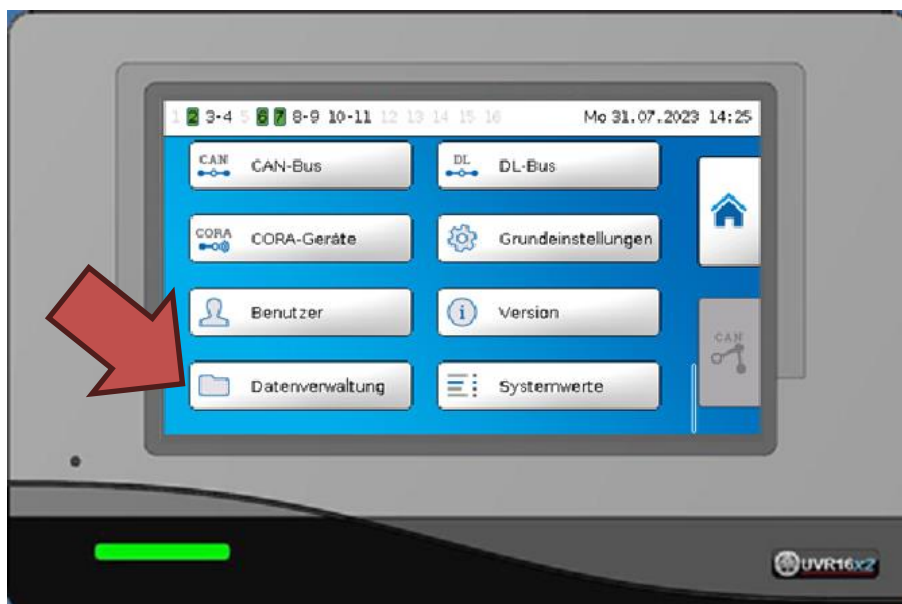 1 2 3-4 5 6 7 8-9 10-11 12 13 14 15 16 Mo 31.07.2023 14:25
CAN CAN-Bus DL DL-Bus
CORA CORA-Geräte Grundeinstellungen
Benutzer i Version
CAN
Datenverwaltung Systemwerte
UVR16x2